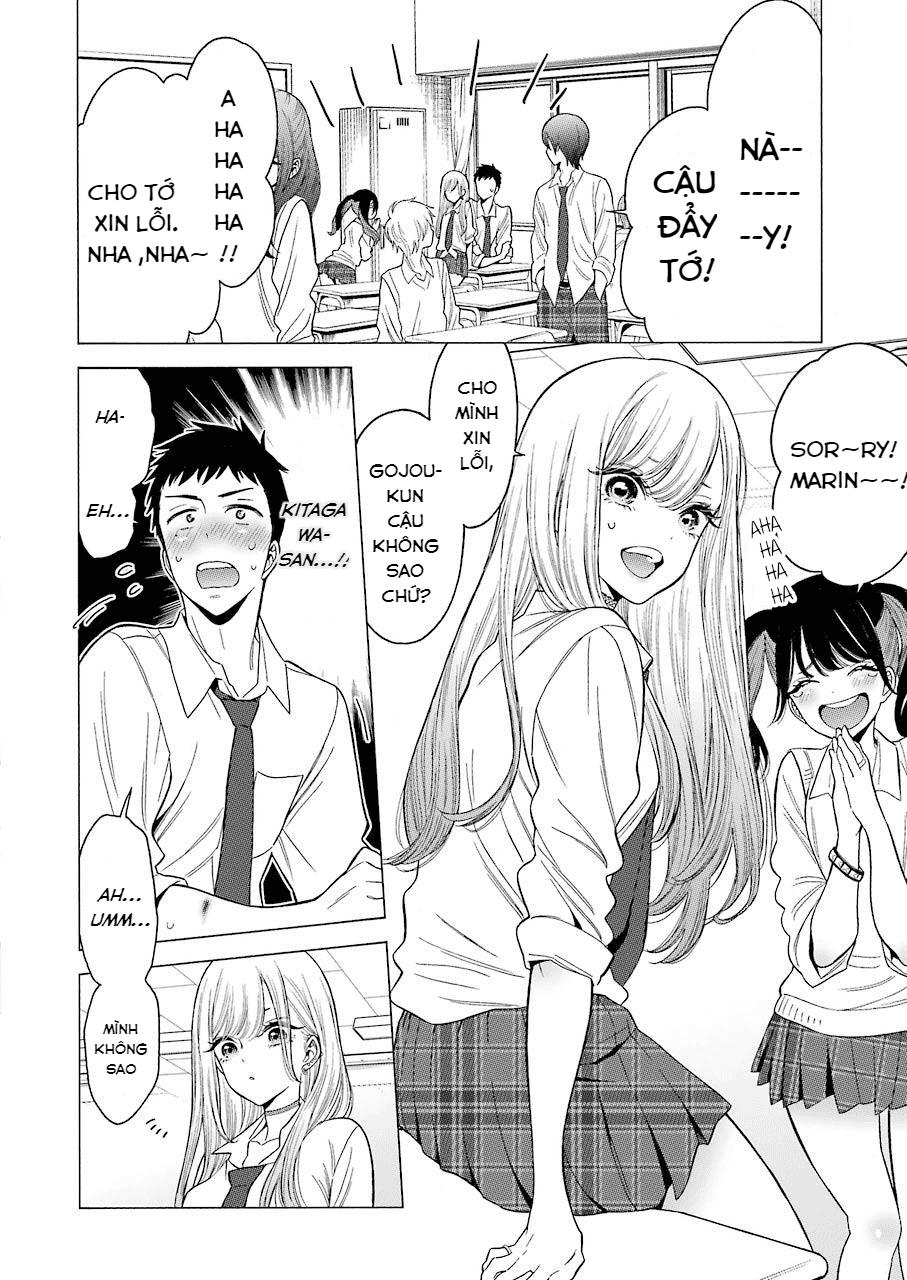 NÀ--
-----
--Y!
CẬU
ĐẨY
TỚ!
A
HA
HA
HA
HA
CHO TỚ
XIN LỖI.
NHA ,NHA~ !!
SOR~RY!
MARIN~~!
AHA
HA
HA
HA
CHO
MÌNH
XIN
LỖI,
GOJOU-
KUN
CẬU
KHÔNG
SAO
CHỨ?
KITAGA
WA-
SAN...!!
HA-
EH...
AH...
UMM...
MÌNH
KHÔNG
SAO